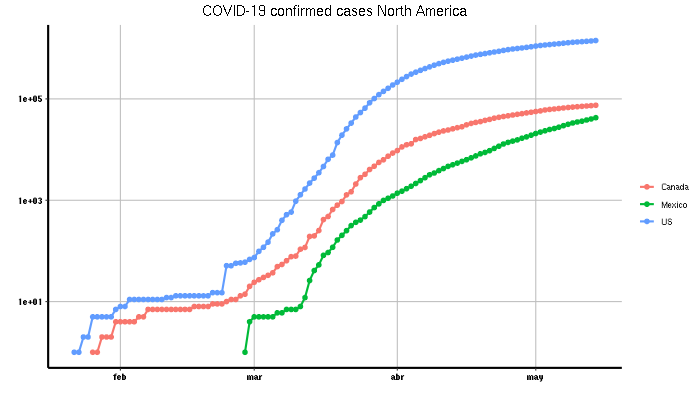 COVID-19 confirmed cases North America
1e+05
1e+03
1e+01
feb
mar
abr
may
Canada
Mexico
US